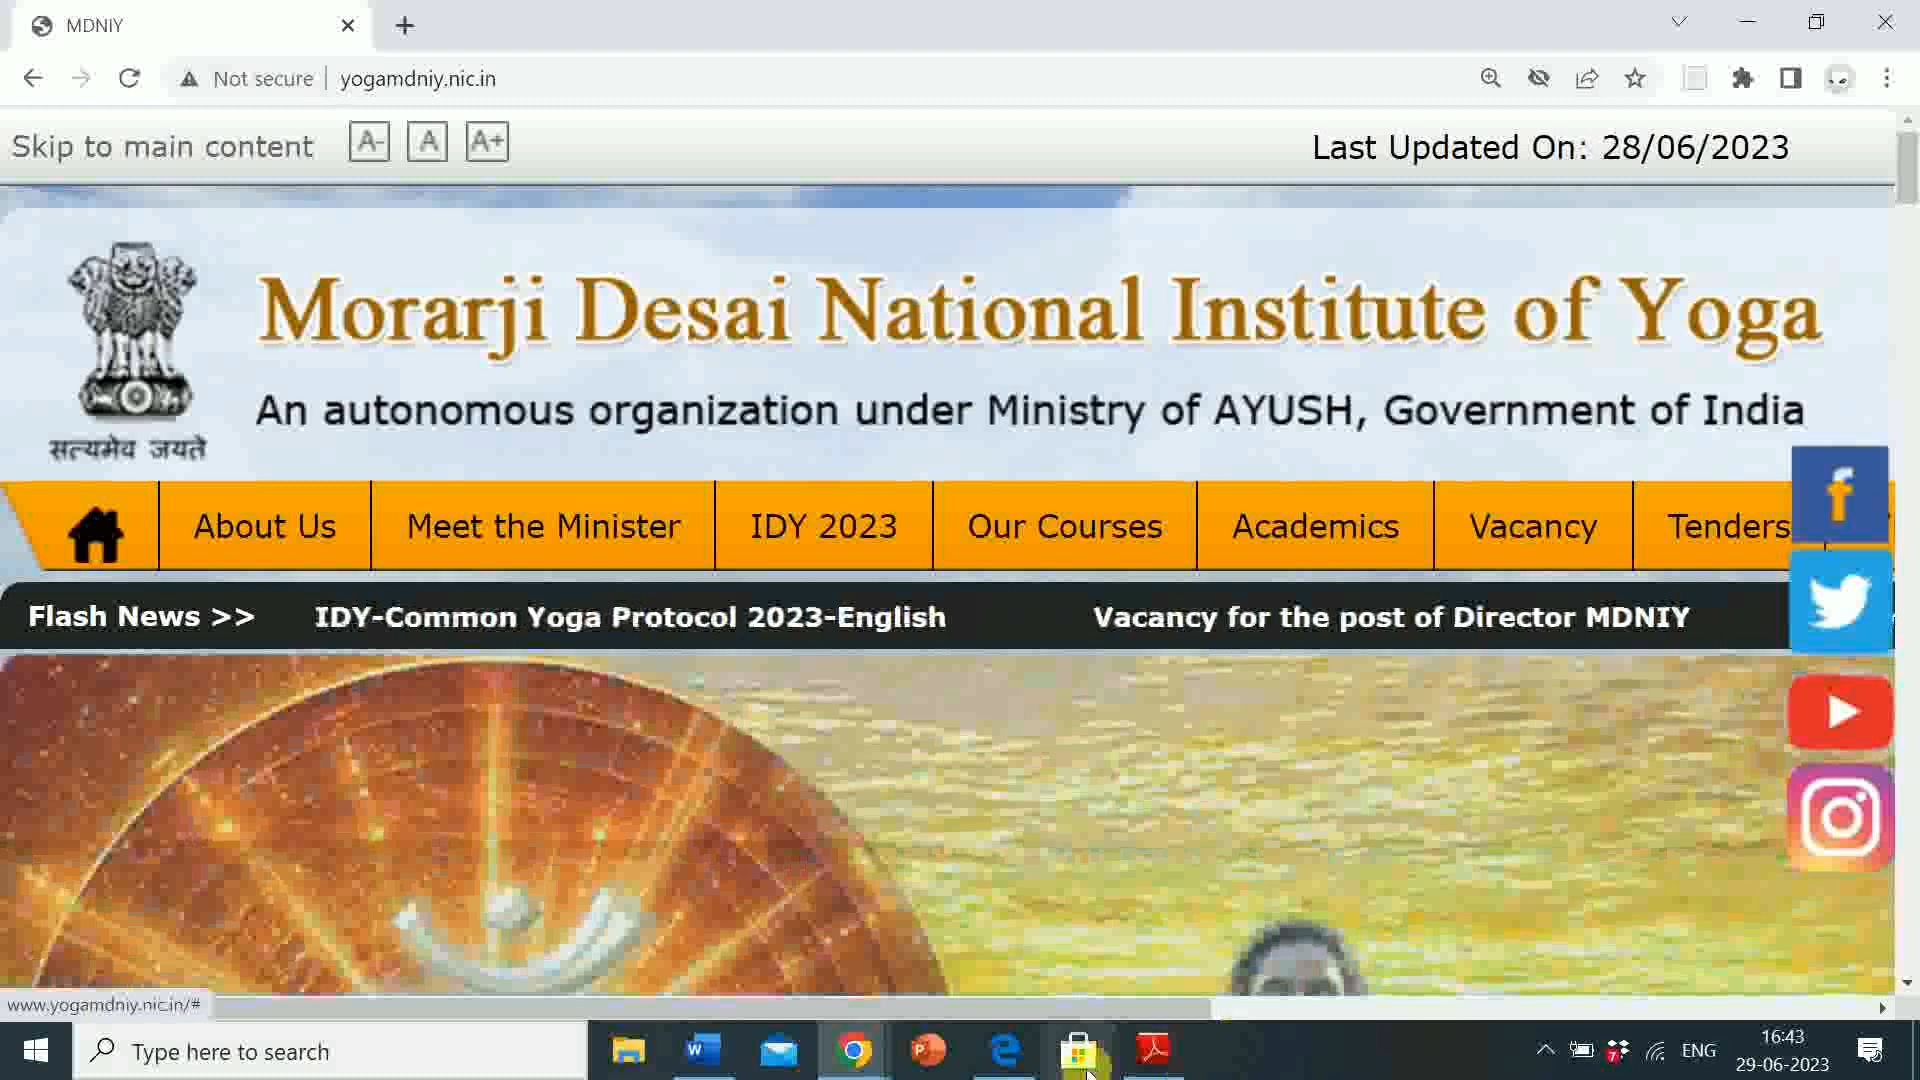 MDNIY
Not secure
yogamdniy.nic.in
Skip to main content
A-
A
A+
Last Updated On: 28/06/2023
Morarji Desai National Institute of Yoga
An autonomous organization under Ministry of AYUSH, Government of India
सत्यमेव जयते
About Us
Meet the Minister
IDY 2023
Our Courses
Academics
Vacancy
Tenders
Flash News >>
IDY-Common Yoga Protocol 2023-English
Vacancy for the post of Director MDNIY
www.yogamdniy.nic.in/#
Type here to search
ENG
16:43
29-06-2023